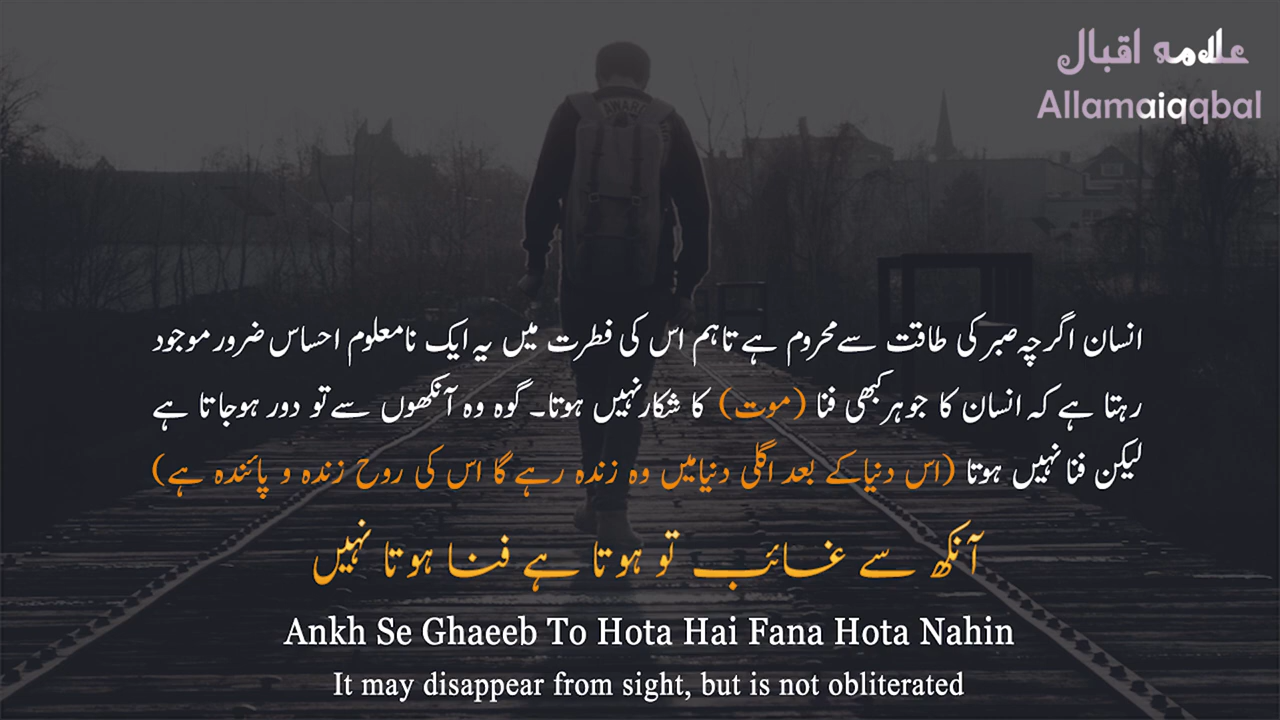 علامہ اقبال
Allamaiqqbal
AWARE
انسان اگرچہ صبر کی طاقت سے محروم ہے تاہم اس کی فطرت میں یہ ایک نامعلوم احساس ضرور موجود
رہتا ہے کہ انسان کا جوہر کبھی فنا (موت) کا شکار نہیں ہوتا۔ گوہ وہ آنکھوں سے تو دور ہوجاتا ہے
لیکن فنا نہیں ہوتا (اس دنیا کے بعد اگلی دنیا میں وہ زندہ رہے گا اس کی روح زندہ و پائندہ ہے)
آنکھ سے غائب تو ہوتا ہے فنا ہوتا نہیں
Ankh Se Ghaeeb To Hota Hai Fana Hota Nahin
It may disappear from sight, but is not obliterated